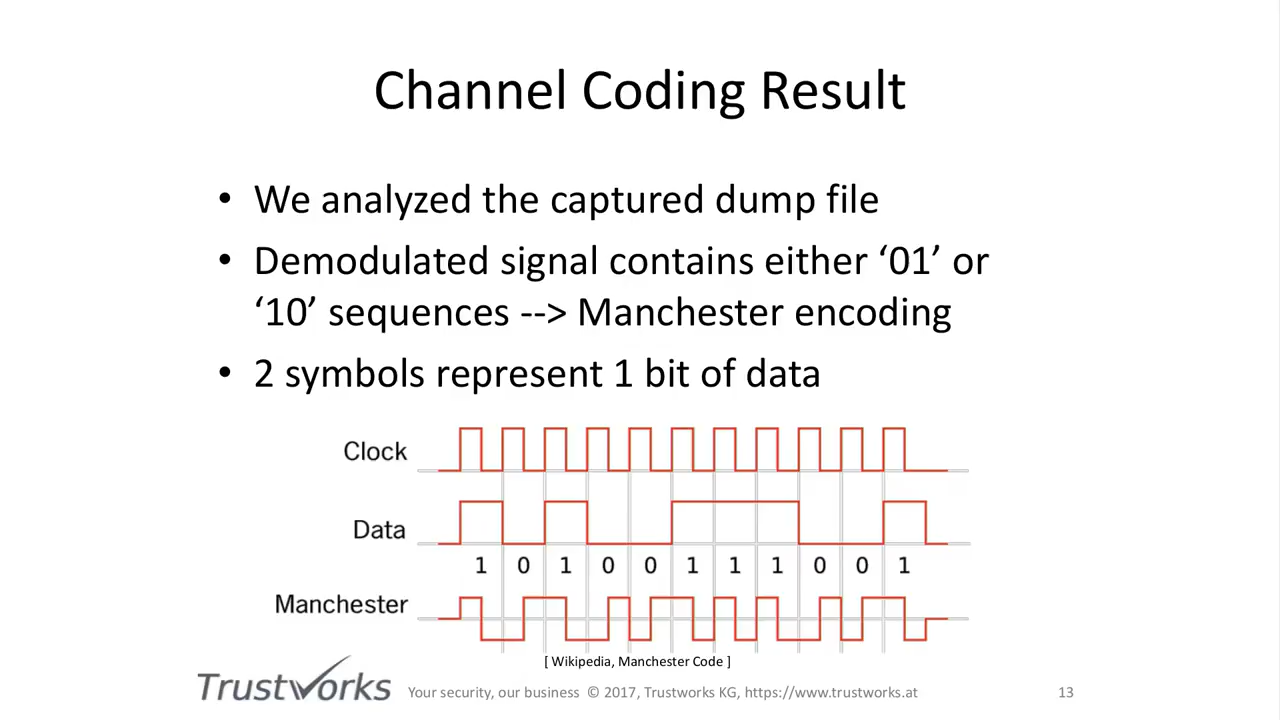 Channel Coding Result
• We analyzed the captured dump file
• Demodulated signal contains either ‘01’ or
‘10’ sequences --> Manchester encoding
• 2 symbols represent 1 bit of data
Clock
Data
1 0 1 0 0 1 1 1 0 0 1
Manchester
[ Wikipedia, Manchester Code ]
Trustworks Your security, our business © 2017, Trustworks KG, https://www.trustworks.at 13